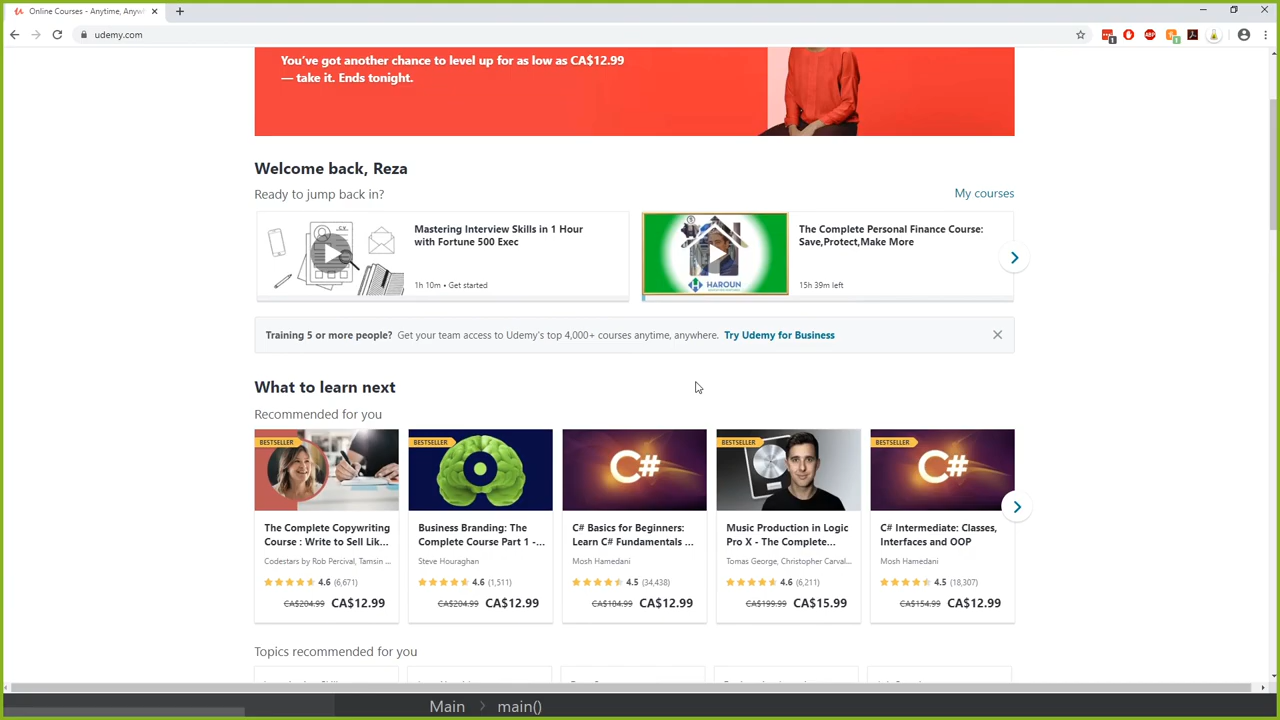 Online Courses - Anytime, Anyw
udemy.com
You've got another chance to level up for as low as CA$12.99
— take it. Ends tonight.
Welcome back, Reza
Ready to jump back in?
My courses
CV
Mastering Interview Skills in 1 Hour
with Fortune 500 Exec
1h 10m • Get started
HAROUN
The Complete Personal Finance Course:
Save,Protect,Make More
15h 39m left
Training 5 or more people? Get your team access to Udemy's top 4,000+ courses anytime, anywhere. Try Udemy for Business
What to learn next
Recommended for you
BESTSELLER
The Complete Copywriting
Course : Write to Sell Lik...
Codestars by Rob Percival, Tamsin ...
4.6 (6,671)
CA$204.99 CA$12.99
BESTSELLER
Business Branding: The
Complete Course Part 1 -...
Steve Houraghan
4.6 (1,511)
CA$204.99 CA$12.99
C#
C# Basics for Beginners:
Learn C# Fundamentals ...
Mosh Hamedani
4.5 (34,438)
CA$184.99 CA$12.99
BESTSELLER
Music Production in Logic
Pro X - The Complete...
Tomas George, Christopher Carval...
4.6 (6,211)
CA$199.99 CA$15.99
BESTSELLER
C#
C# Intermediate: Classes,
Interfaces and OOP
Mosh Hamedani
4.5 (18,307)
CA$154.99 CA$12.99
Topics recommended for you
Main > main()